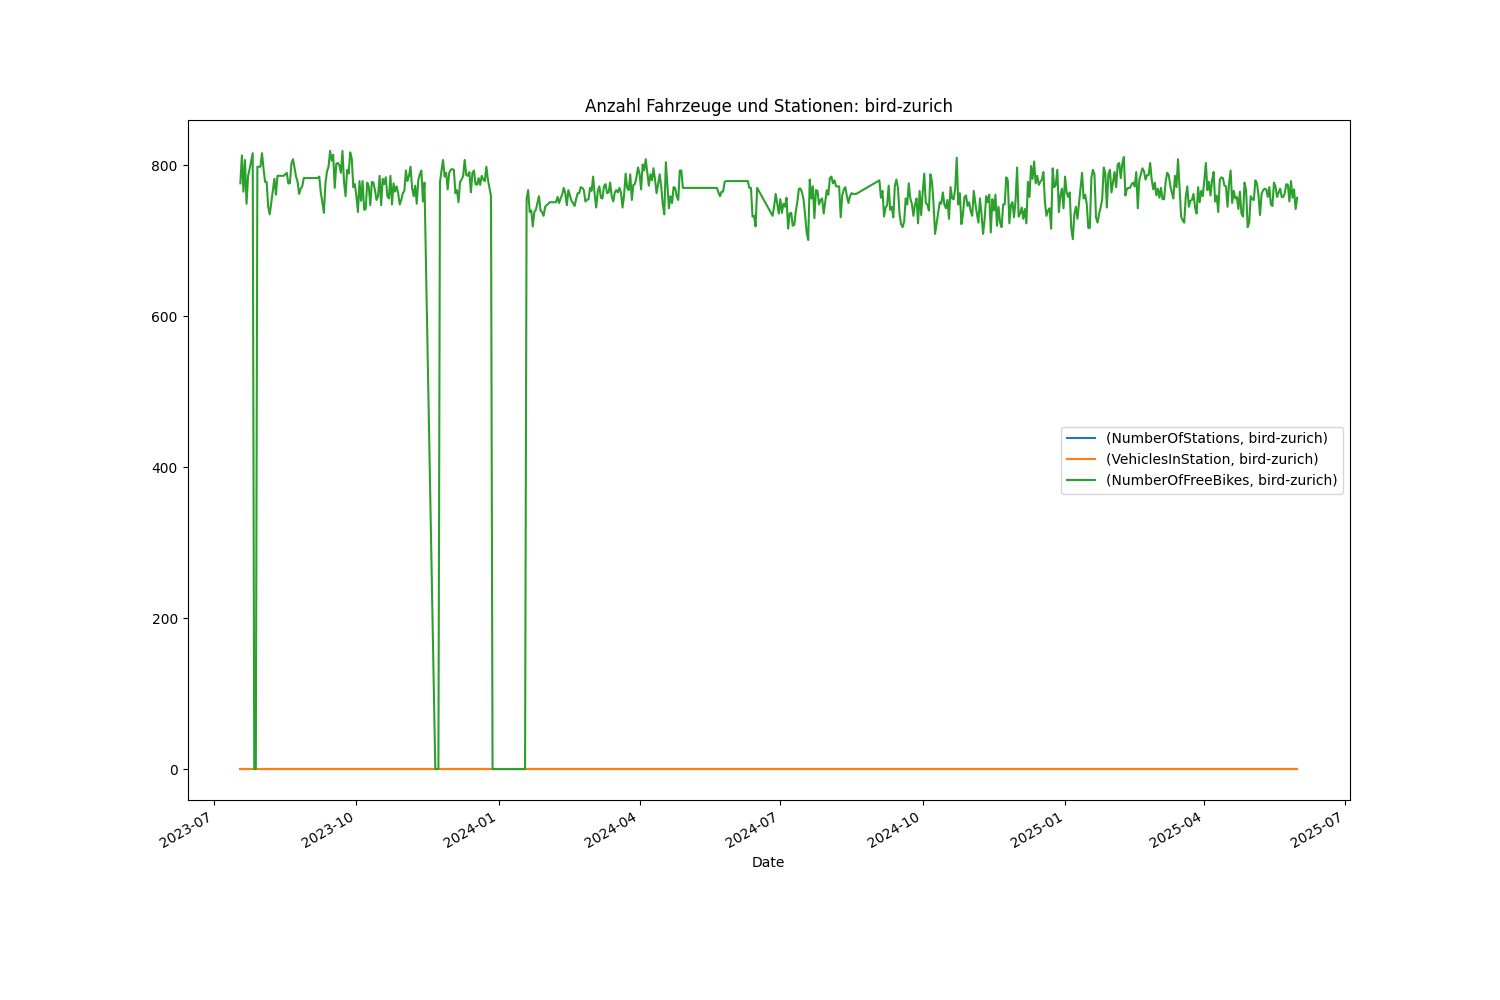 Anzahl Fahrzeuge und Stationen: bird-zurich
800
600
400
200
0
(NumberOfStations, bird-zurich)
(VehiclesInStation, bird-zurich)
(NumberOfFreeBikes, bird-zurich)
2023-07
2023-10
2024-01
2024-04
2024-07
2024-10
2025-01
2025-04
2025-07
Date